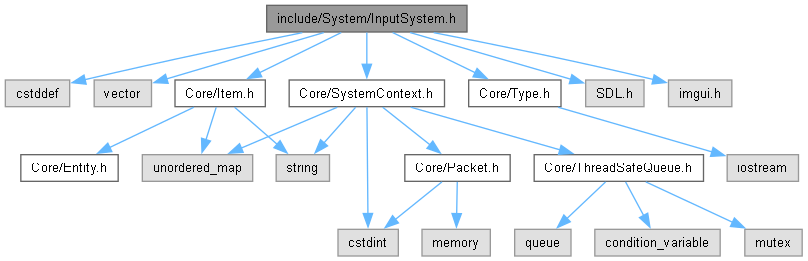 include/System/InputSystem.h
cstddef
vector
Core/Item.h
Core/SystemContext.h
Core/Type.h
SDL.h
imgui.h
Core/Entity.h
unordered_map
string
Core/Packet.h
Core/ThreadSafeQueue.h
iostream
cstdint
memory
queue
condition_variable
mutex